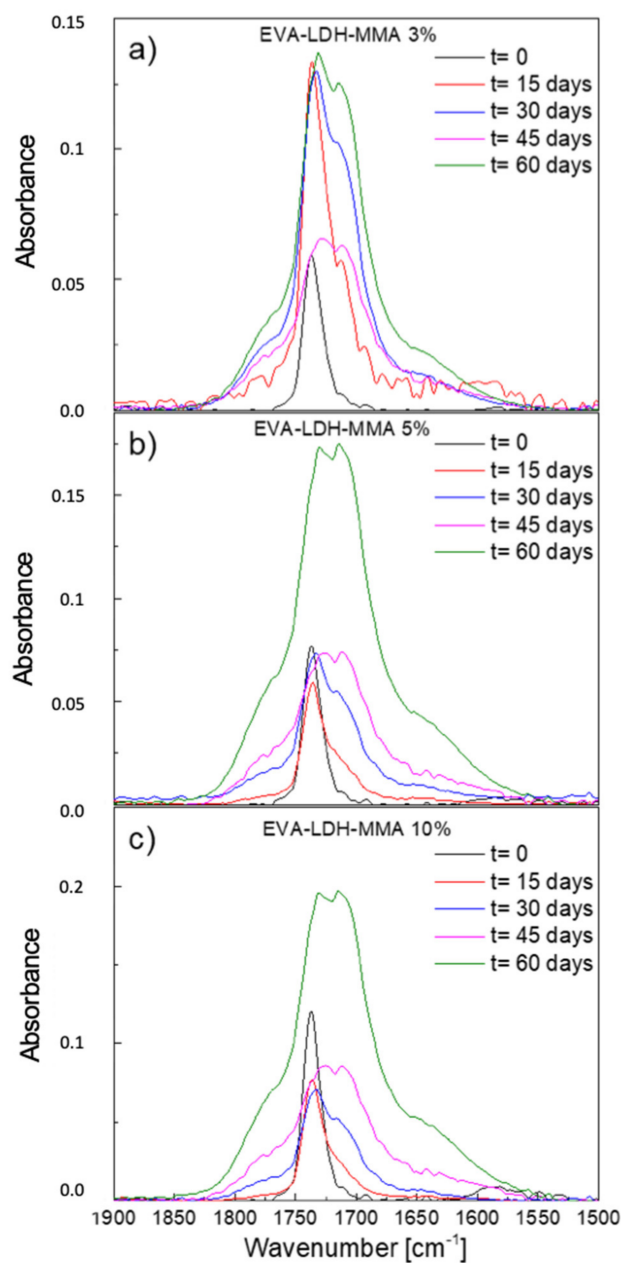 0.15
a)
EVA-LDH-MMA 3%
t= 0
t= 15 days
t= 30 days
t= 45 days
t= 60 days
0.1
Absorbance
0.05
0.0
b)
EVA-LDH-MMA 5%
t= 0
t= 15 days
t= 30 days
t= 45 days
t= 60 days
0.15
0.1
Absorbance
0.05
0.0
c)
EVA-LDH-MMA 10%
t= 0
t= 15 days
t= 30 days
t= 45 days
t= 60 days
0.2
Absorbance
0.1
0.0
1900 1850 1800 1750 1700 1650 1600 1550 1500
Wavenumber [cm⁻¹]